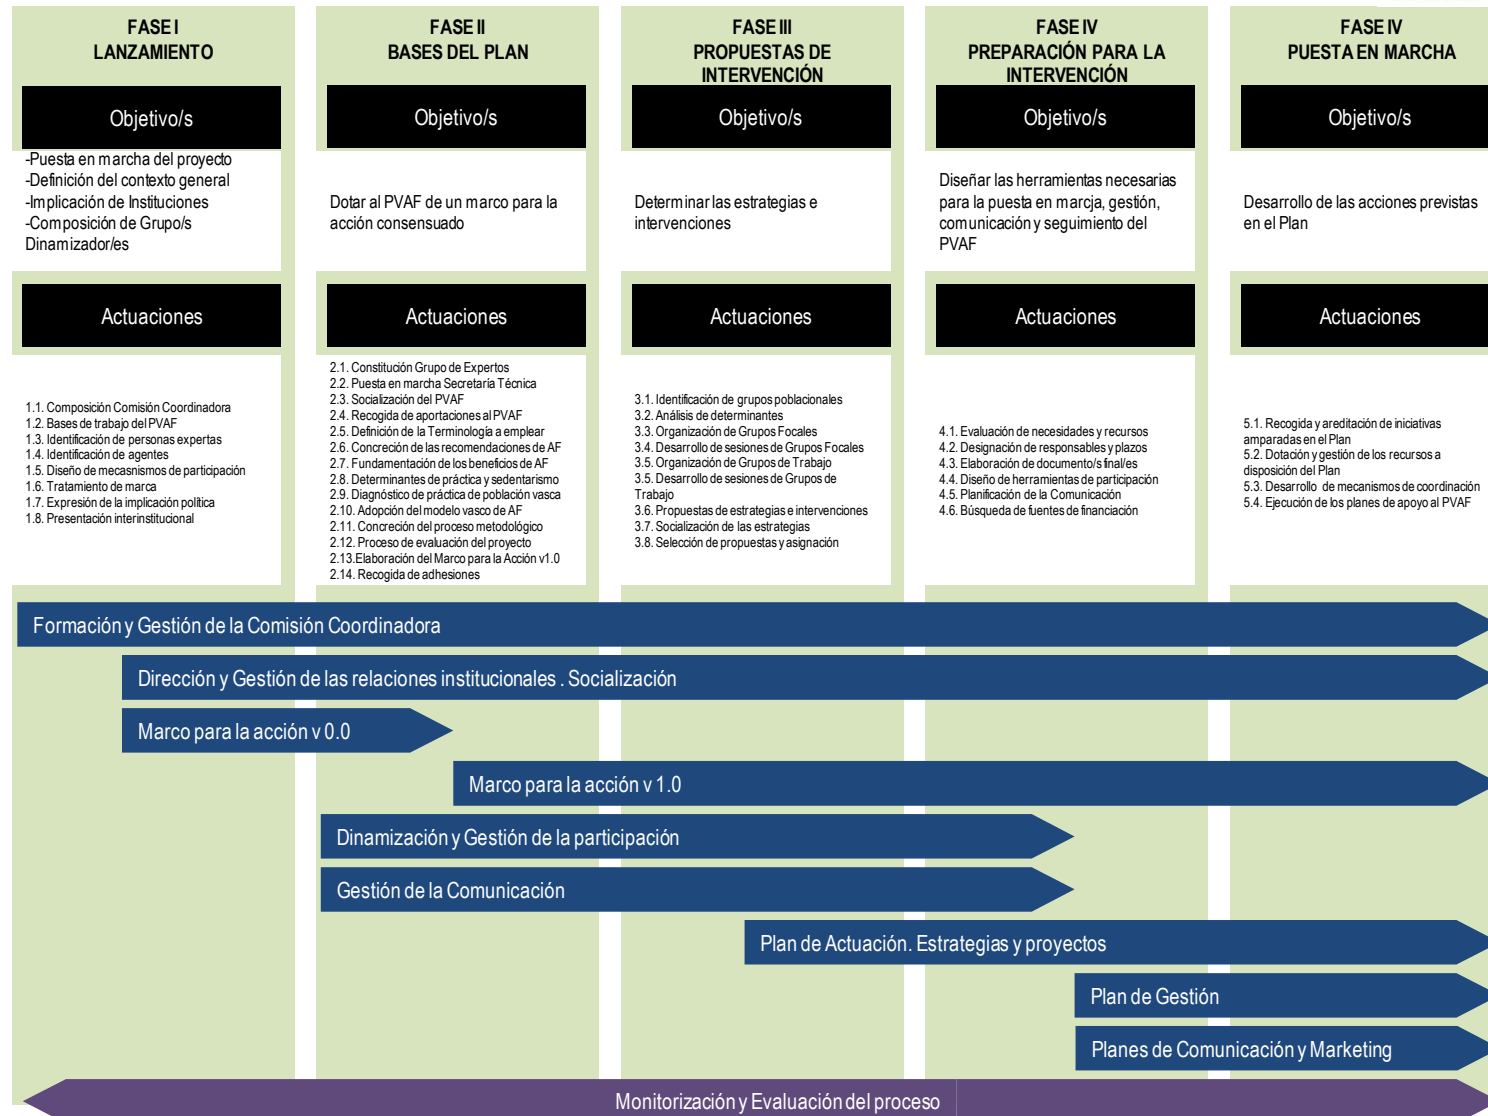 FASE I
LANZAMIENTO
Objetivo/s
-Puesta en marcha del proyecto
-Definición del contexto general
-Implicación de Instituciones
-Composición de Grupo/s
Dinamizador/es
Actuaciones
1.1. Composición Comisión Coordinadora
1.2. Bases de trabajo del PVAF
1.3. Identificación de personas expertas
1.4. Identificación de agentes
1.5. Diseño de mecasnismos de participación
1.6. Tratamiento de marca
1.7. Expresión de la implicación política
1.8. Presentación interinstitucional
FASE II
BASES DEL PLAN
Objetivo/s
Dotar al PVAF de un marco para la
acción consensuado
Actuaciones
2.1. Constitución Grupo de Expertos
2.2. Puesta en marcha Secretaría Técnica
2.3. Socialización del PVAF
2.4. Recogida de aportaciones al PVAF
2.5. Definición de la Terminología a emplear
2.6. Concreción de las recomendaciones de AF
2.7. Fundamentación de los beneficios de AF
2.8. Determinantes de práctica y sedentarismo
2.9. Diagnóstico de práctica de población vasca
2.10. Adopción del modelo vasco de AF
2.11. Concreción del proceso metodológico
2.12. Proceso de evaluación del proyecto
2.13.Elaboración del Marco para la Acción v1.0
2.14. Recogida de adhesiones
FASE III
PROPUESTAS DE
INTERVENCIÓN
Objetivo/s
Determinar las estrategias e
intervenciones
Actuaciones
3.1. Identificación de grupos poblacionales
3.2. Análisis de determinantes
3.3. Organización de Grupos Focales
3.4. Desarrollo de sesiones de Grupos Focales
3.5. Organización de Grupos de Trabajo
3.5. Desarrollo de sesiones de Grupos de
Trabajo
3.6. Propuestas de estrategias e intervenciones
3.7. Socialización de las estrategias
3.8. Selección de propuestas y asignación
FASE IV
PREPARACIÓN PARA LA
INTERVENCIÓN
Objetivo/s
Diseñar las herramientas necesarias
para la puesta en marcja, gestión,
comunicación y seguimiento del
PVAF
Actuaciones
4.1. Evaluación de necesidades y recursos
4.2. Designación de responsables y plazos
4.3. Elaboración de documento/s final/es
4.4. Diseño de herramientas de participación
4.5. Planificación de la Comunicación
4.6. Búsqueda de fuentes de financiación
FASE IV
PUESTA EN MARCHA
Objetivo/s
Desarrollo de las acciones previstas
en el Plan
Actuaciones
5.1. Recogida y areditación de iniciativas
amparadas en el Plan
5.2. Dotación y gestión de los recursos a
disposición del Plan
5.3. Desarrollo de mecanismos de coordinación
5.4. Ejecución de los planes de apoyo al PVAF
Formación y Gestión de la Comisión Coordinadora
Dirección y Gestión de las relaciones institucionales . Socialización
Marco para la acción v 0.0
Marco para la acción v 1.0
Dinamización y Gestión de la participación
Gestión de la Comunicación
Plan de Actuación. Estrategias y proyectos
Plan de Gestión
Planes de Comunicación y Marketing
Monitorización y Evaluación del proceso